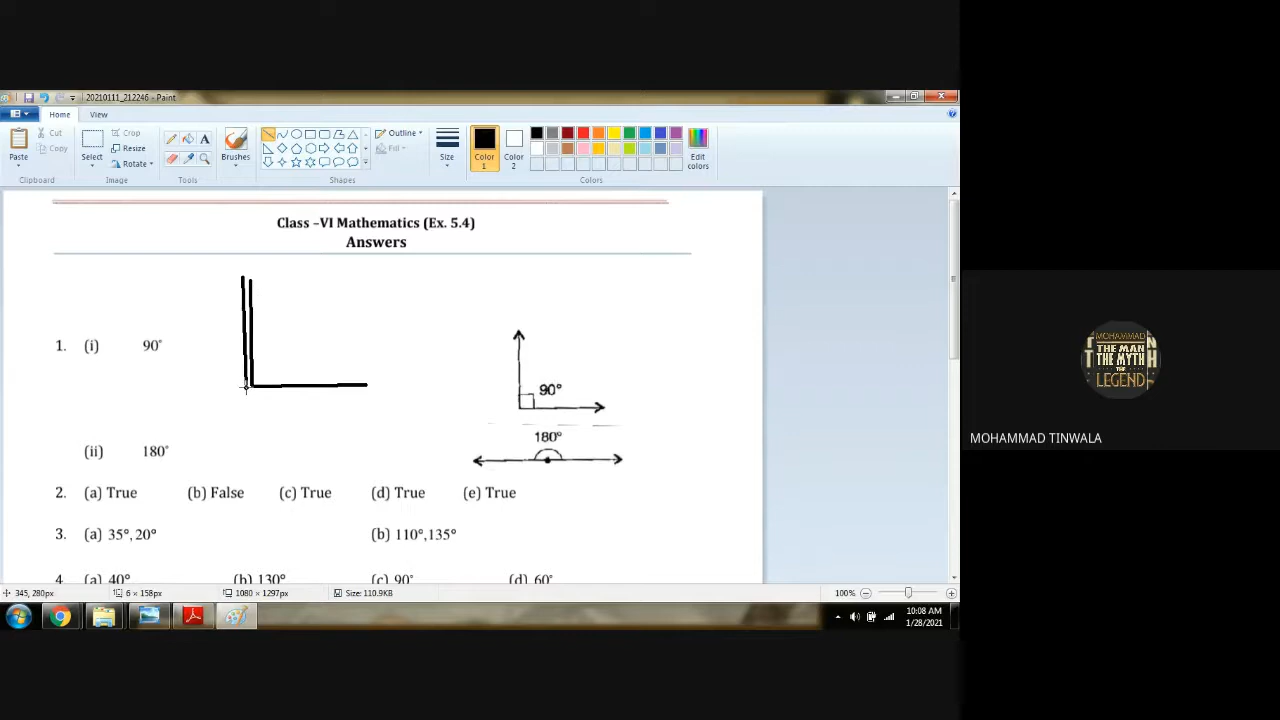 20210111_212246 - Paint
Home View
Paste
Cut
Copy
Clipboard
Select
Crop
Resize
Rotate
Image
A
Tools
Brushes
Outline
Fill
Shapes
Size
Color 1
Color 2
Edit colors
Colors
Class –VI Mathematics (Ex. 5.4)
Answers
1. (i) 90°
90°
180°
(ii) 180°
2. (a) True (b) False (c) True (d) True (e) True
3. (a) 35°, 20° (b) 110°,135°
4. (a) 40° (b) 130° (c) 90° (d) 60°
345, 280px 6 × 158px 1080 × 1297px Size: 110.9KB 100%
10:08 AM
1/28/2021
MOHAMMAD
THE MAN
THE MYTH
THE
LEGEND
MOHAMMAD TINWALA